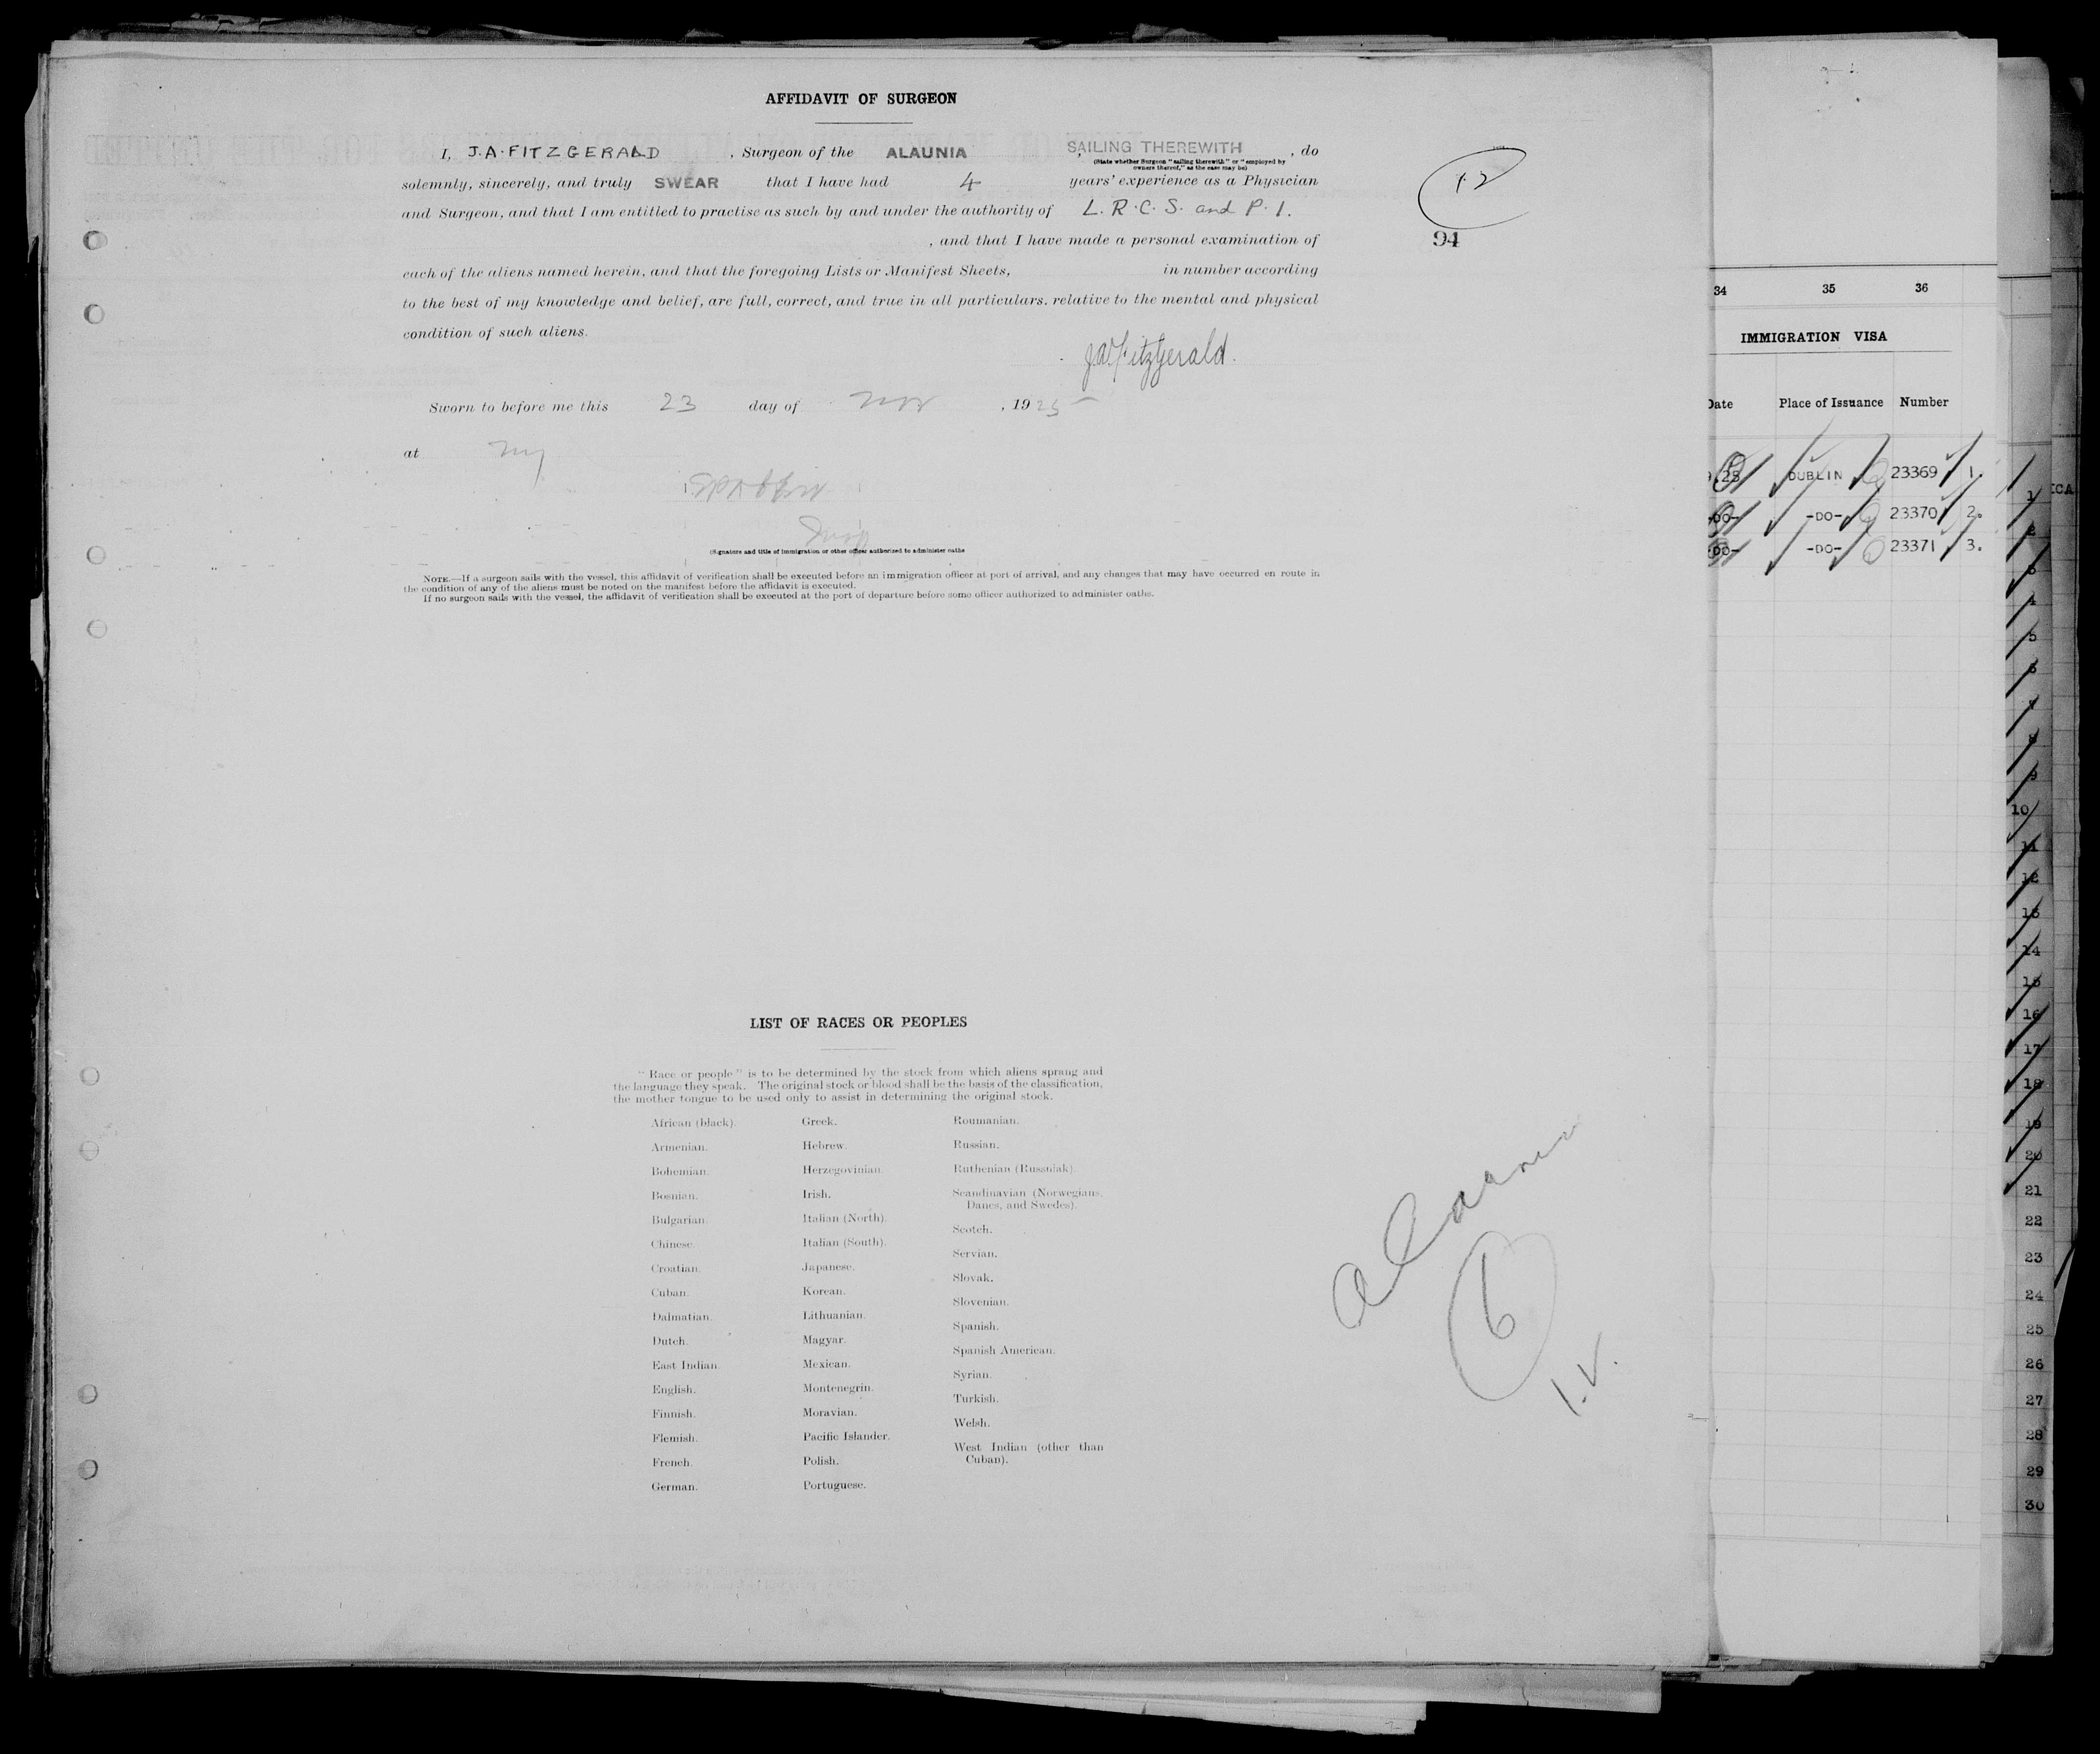 AFFIDAVIT OF SURGEON
I, J.A. FITZGERALD, Surgeon of the ALAUNIA, SAILING THEREWITH, do
(State whether Surgeon "sailing therewith" or "employed by
owners thereof," as the case may be)
solemnly, sincerely, and truly SWEAR that I have had 4 years' experience as a Physician
and Surgeon, and that I am entitled to practise as such by and under the authority of L.R.C.S. and P.I.
, and that I have made a personal examination of
each of the aliens named herein, and that the foregoing Lists or Manifest Sheets, in number according
to the best of my knowledge and belief, are full, correct, and true in all particulars. relative to the mental and physical
condition of such aliens.
J A Fitzgerald.
Sworn to before me this 23 day of Nov, 1925
at NY
(Signature and title of immigration or other officer authorized to administer oaths
NOTE.—If a surgeon sails with the vessel, this affidavit of verification shall be executed before an immigration officer at port of arrival, and any changes that may have occurred en route in
the condition of any of the aliens must be noted on the manifest before the affidavit is executed.
If no surgeon sails with the vessel, the affidavit of verification shall be executed at the port of departure before some officer authorized to administer oaths.
94
LIST OF RACES OR PEOPLES
"Race or people" is to be determined by the stock from which aliens sprang and
the language they speak. The original stock or blood shall be the basis of the classification,
the mother tongue to be used only to assist in determining the original stock.
African (black).
Armenian.
Bohemian.
Bosnian.
Bulgarian.
Chinese.
Croatian.
Cuban.
Dalmatian.
Dutch.
East Indian.
English.
Finnish.
Flemish.
French.
German.
Greek.
Hebrew.
Herzegovinian.
Irish.
Italian (North).
Italian (South).
Japanese.
Korean.
Lithuanian.
Magyar.
Mexican.
Montenegrin.
Moravian.
Pacific Islander.
Polish.
Portuguese.
Roumanian.
Russian.
Ruthenian (Russniak).
Scandinavian (Norwegians,
Danes, and Swedes).
Scotch.
Servian.
Slovak.
Slovenian.
Spanish.
Spanish American.
Syrian.
Turkish.
Welsh.
West Indian (other than
Cuban).
Alaunia
6
I.V.
34 35 36
IMMIGRATION VISA
Date Place of Issuance Number
DUBLIN 23369 1.
-DO- -DO- 23370 2.
-DO- -DO- 23371 3.
ICA
1
2
3
4
5
6
7
8
9
10
11
12
13
14
15
16
17
18
19
20
21
22
23
24
25
26
27
28
29
30